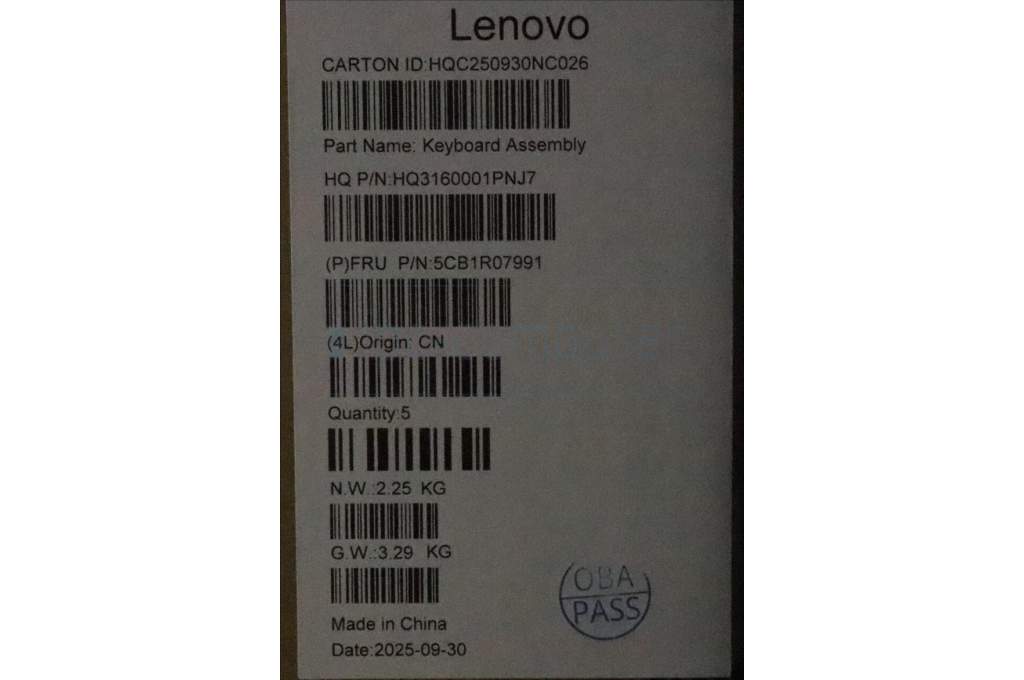 Lenovo
CARTON ID:HQC250930NC026
Part Name: Keyboard Assembly
HQ P/N:HQ3160001PNJ7
(P)FRU P/N:5CB1R07991
(4L)Origin: CN
Quantity:5
N.W.:2.25 KG
G.W.:3.29 KG
OBA
PASS
Made in China
Date:2025-09-30